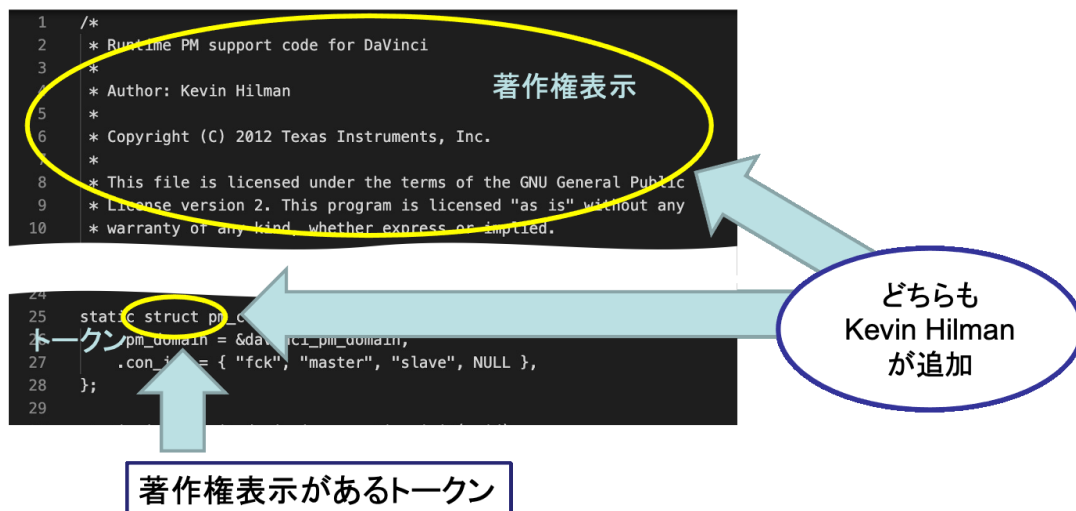 1 /*
2 * Runtime PM support code for DaVinci
3 *
4 * Author: Kevin Hilman
著作権表示
5 *
6 * Copyright (C) 2012 Texas Instruments, Inc.
7 *
8 * This file is licensed under the terms of the GNU General Public
9 * License version 2. This program is licensed "as is" without any
10 * warranty of any kind, whether express or implied.
24
25 static struct
トークン
26 .pm_domain = &davinci_pm_domain,
27 = { "fck", "master", "slave", NULL },
28 };
29
どちらも
Kevin Hilman
が追加
著作権表示があるトークン